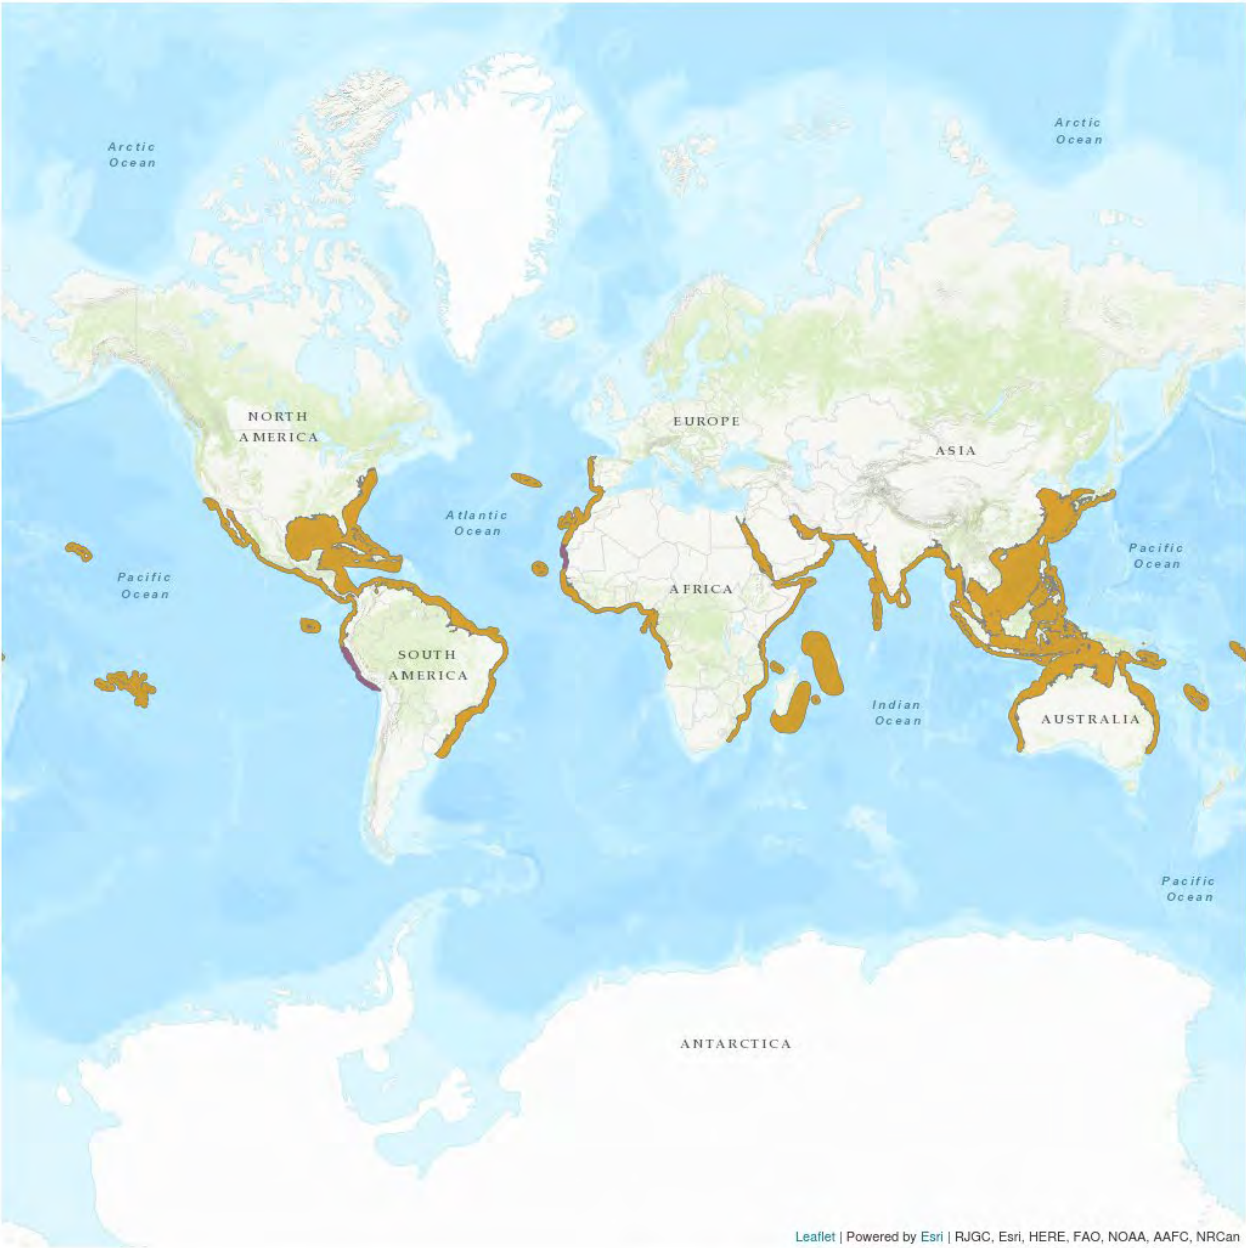 Arctic
Ocean
Arctic
Ocean
NORTH
AMERICA
EUROPE
ASIA
Atlantic
Ocean
Pacific
Ocean
Pacific
Ocean
AFRICA
SOUTH
AMERICA
Indian
Ocean
AUSTRALIA
Pacific
Ocean
ANTARCTICA
Leaflet | Powered by Esri | RJGC, Esri, HERE, FAO, NOAA, AAFC, NRCan